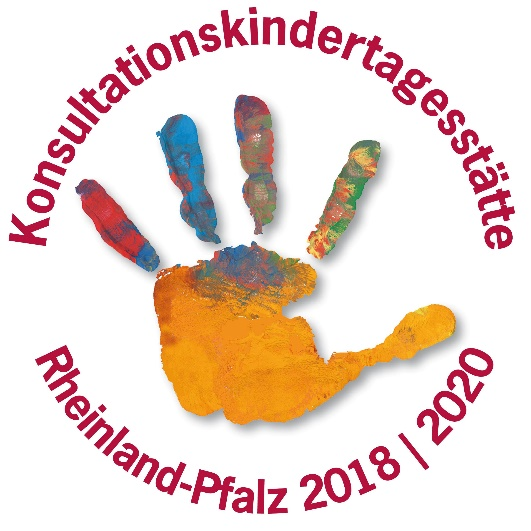 Konsultationskindertagesstätte
Rheinland-Pfalz 2018 | 2020